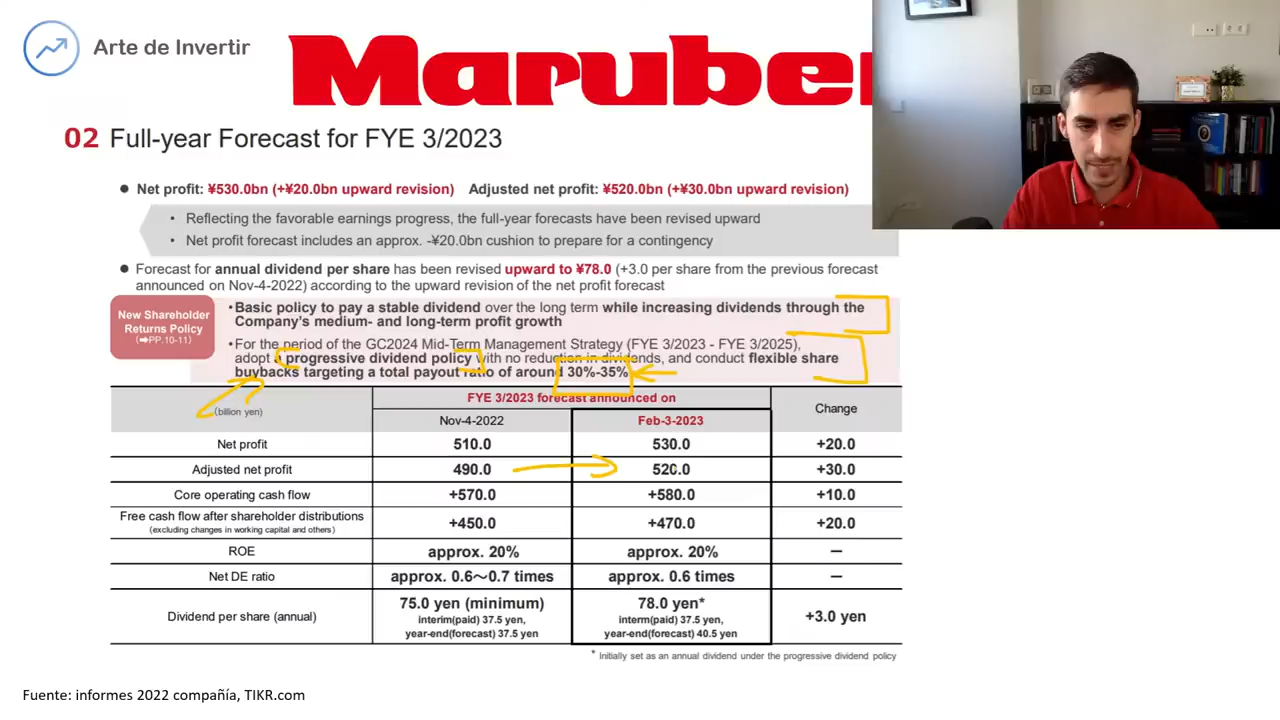 Arte de Invertir
Maruber
02 Full-year Forecast for FYE 3/2023
● Net profit: ¥530.0bn (+¥20.0bn upward revision) Adjusted net profit: ¥520.0bn (+¥30.0bn upward revision)
• Reflecting the favorable earnings progress, the full-year forecasts have been revised upward
• Net profit forecast includes an approx. -¥20.0bn cushion to prepare for a contingency
● Forecast for annual dividend per share has been revised upward to ¥78.0 (+3.0 per share from the previous forecast
announced on Nov-4-2022) according to the upward revision of the net profit forecast
New Shareholder
Returns Policy
(➡PP.10-11)
•Basic policy to pay a stable dividend over the long term while increasing dividends through the
Company's medium- and long-term profit growth
•For the period of the GC2024 Mid-Term Management Strategy (FYE 3/2023 - FYE 3/2025),
adopt a progressive dividend policy with no reduction in dividends, and conduct flexible share
buybacks targeting a total payout ratio of around 30%-35%
(billion yen)
FYE 3/2023 forecast announced on
Change
Nov-4-2022 Feb-3-2023
Net profit 510.0 530.0 +20.0
Adjusted net profit 490.0 520.0 +30.0
Core operating cash flow +570.0 +580.0 +10.0
Free cash flow after shareholder distributions
(excluding changes in working capital and others)
+450.0 +470.0 +20.0
ROE approx. 20% approx. 20% –
Net DE ratio approx. 0.6～0.7 times approx. 0.6 times –
Dividend per share (annual)
75.0 yen (minimum)
interim(paid) 37.5 yen,
year-end(forecast) 37.5 yen
78.0 yen*
interm(paid) 37.5 yen,
year-end(forecast) 40.5 yen
+3.0 yen
* Initially set as an annual dividend under the progressive dividend policy
Fuente: informes 2022 compañía, TIKR.com